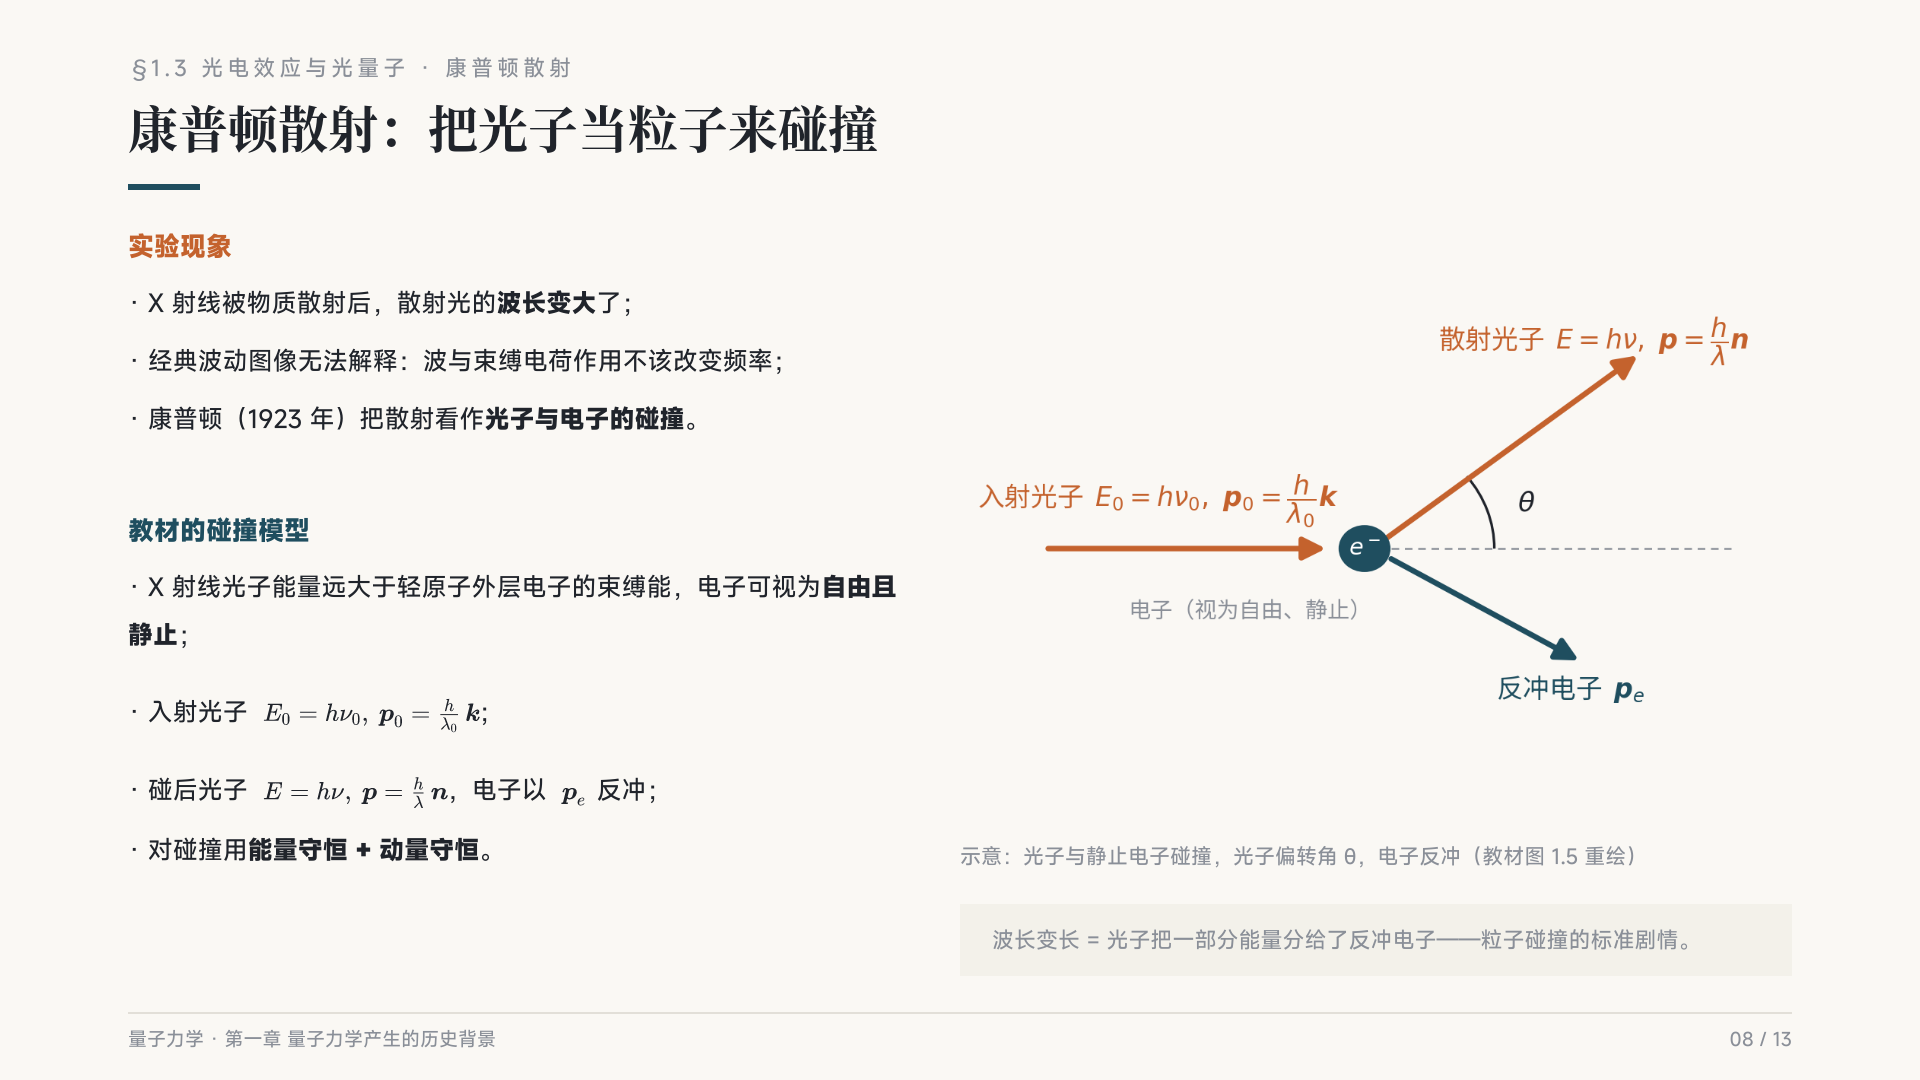 §1.3 光电效应与光量子 · 康普顿散射
康普顿散射：把光子当粒子来碰撞
实验现象
· X 射线被物质散射后，散射光的波长变大了；
· 经典波动图像无法解释：波与束缚电荷作用不该改变频率；
· 康普顿（1923 年）把散射看作光子与电子的碰撞。
教材的碰撞模型
· X 射线光子能量远大于轻原子外层电子的束缚能，电子可视为自由且
静止；
· 入射光子 E₀ = hν₀, p₀ = h/λ₀ k；
· 碰后光子 E = hν, p = h/λ n，电子以 pₑ 反冲；
· 对碰撞用能量守恒 + 动量守恒。
散射光子 E = hν, p = h/λ n
入射光子 E₀ = hν₀, p₀ = h/λ₀ k
θ
e⁻
电子（视为自由、静止）
反冲电子 pₑ
示意：光子与静止电子碰撞，光子偏转角 θ，电子反冲（教材图 1.5 重绘）
波长变长 = 光子把一部分能量分给了反冲电子——粒子碰撞的标准剧情。
量子力学 · 第一章 量子力学产生的历史背景
08 / 13